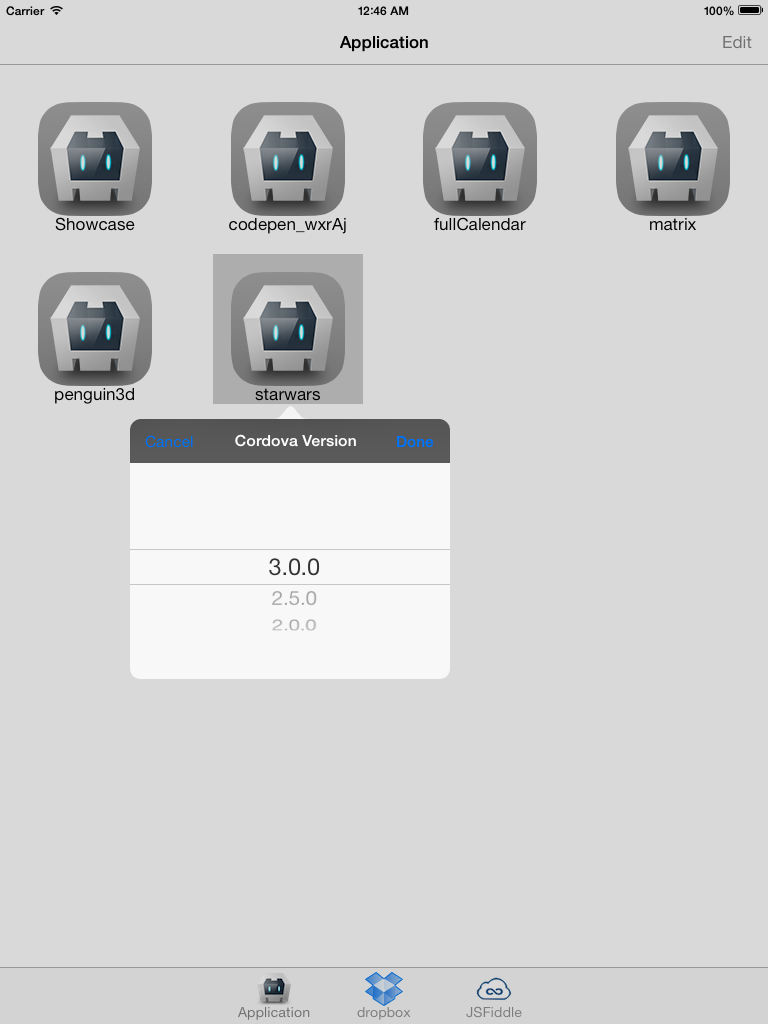 Carrier 12:46 AM 100%
Application Edit
Showcase codepen_wxrAj fullCalendar matrix
penguin3d starwars
Cancel Cordova Version Done
3.0.0
2.5.0
2.0.0
Application dropbox JSFiddle